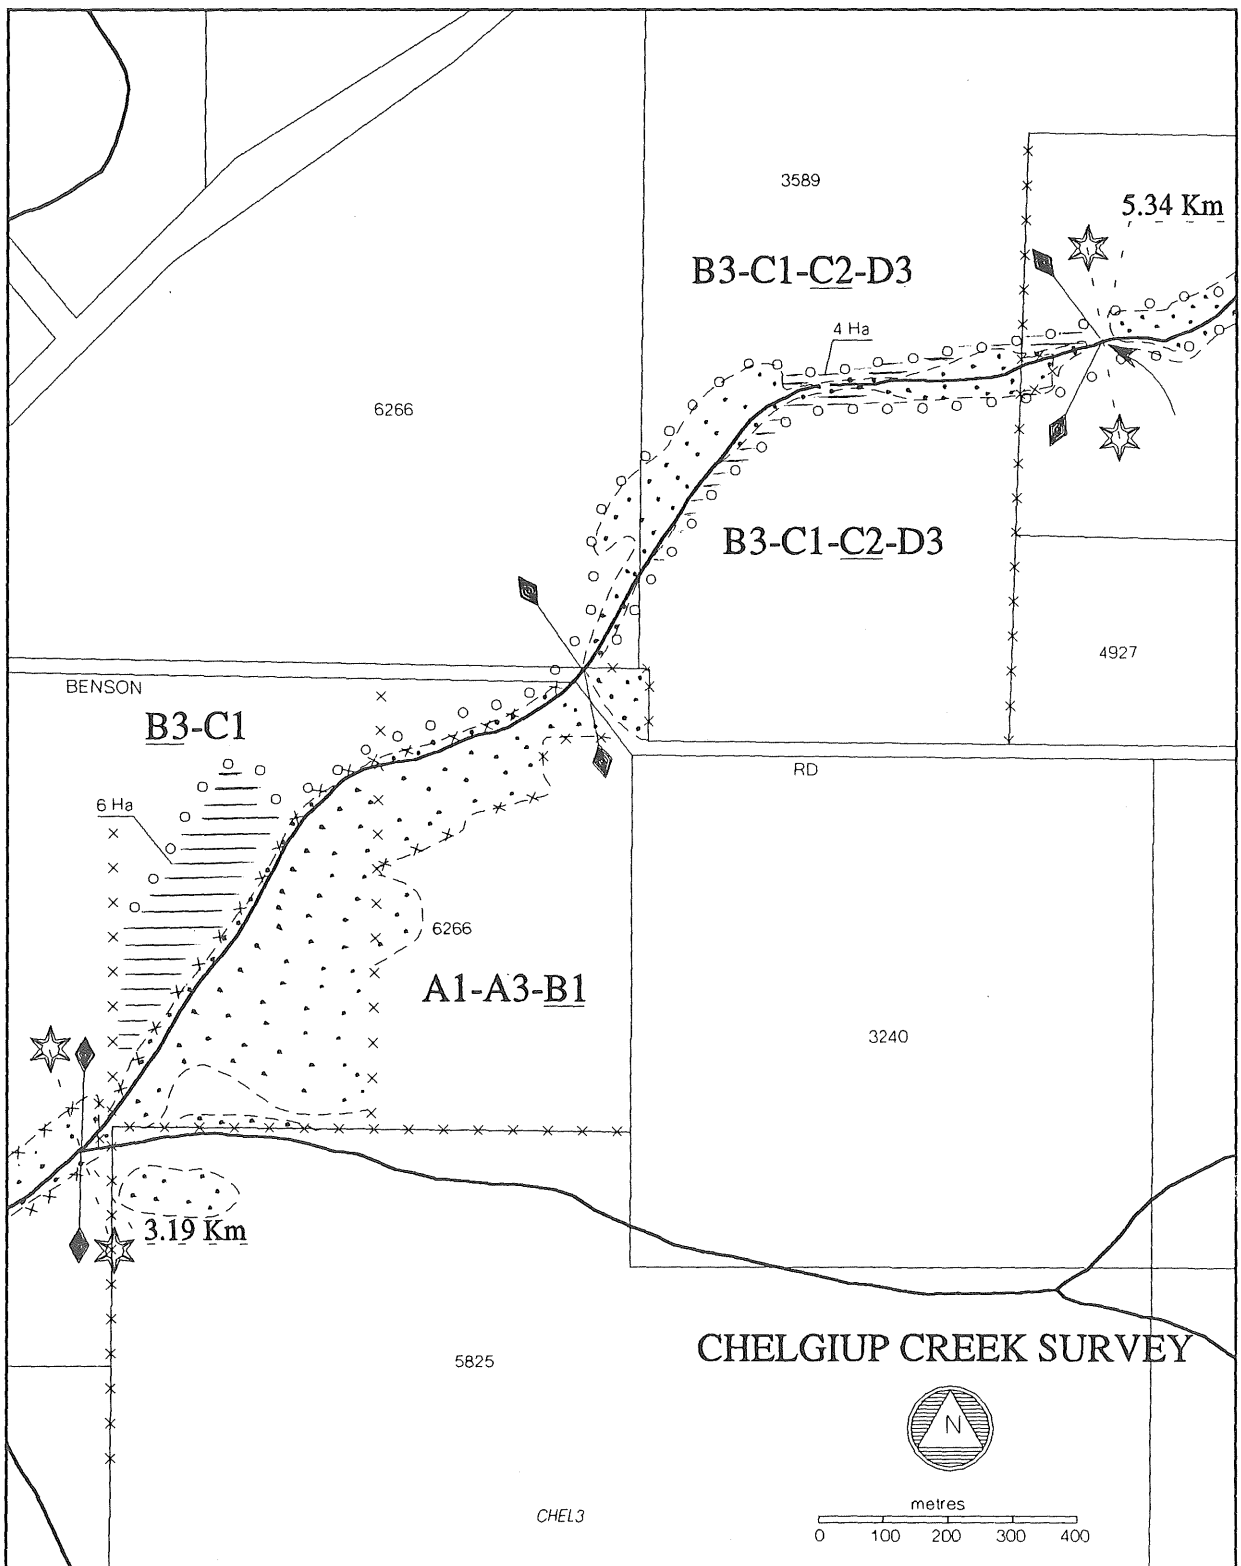 3589
5.34 Km
B3-C1-C2-D3
4 Ha
6266
B3-C1-C2-D3
4927
BENSON
B3-C1
RD
6 Ha
6266
A1-A3-B1
3240
3.19 Km
CHELGIUP CREEK SURVEY
5825
N
metres
CHEL3
0 100 200 300 400